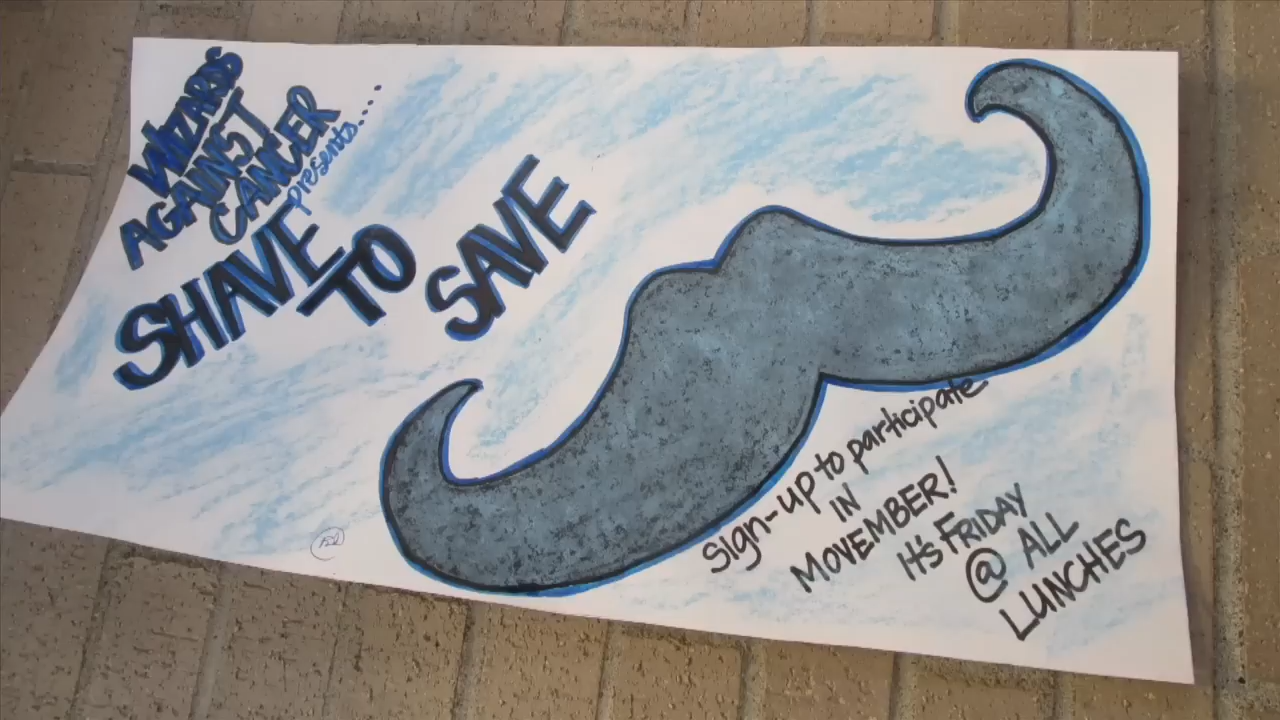 WIZARDS
AGAINST
CANCER
presents....
SHAVE
TO
SAVE
Sign-up to participate
IN
MOVEMBER!
It's FRIDAY
@ ALL
LUNCHES